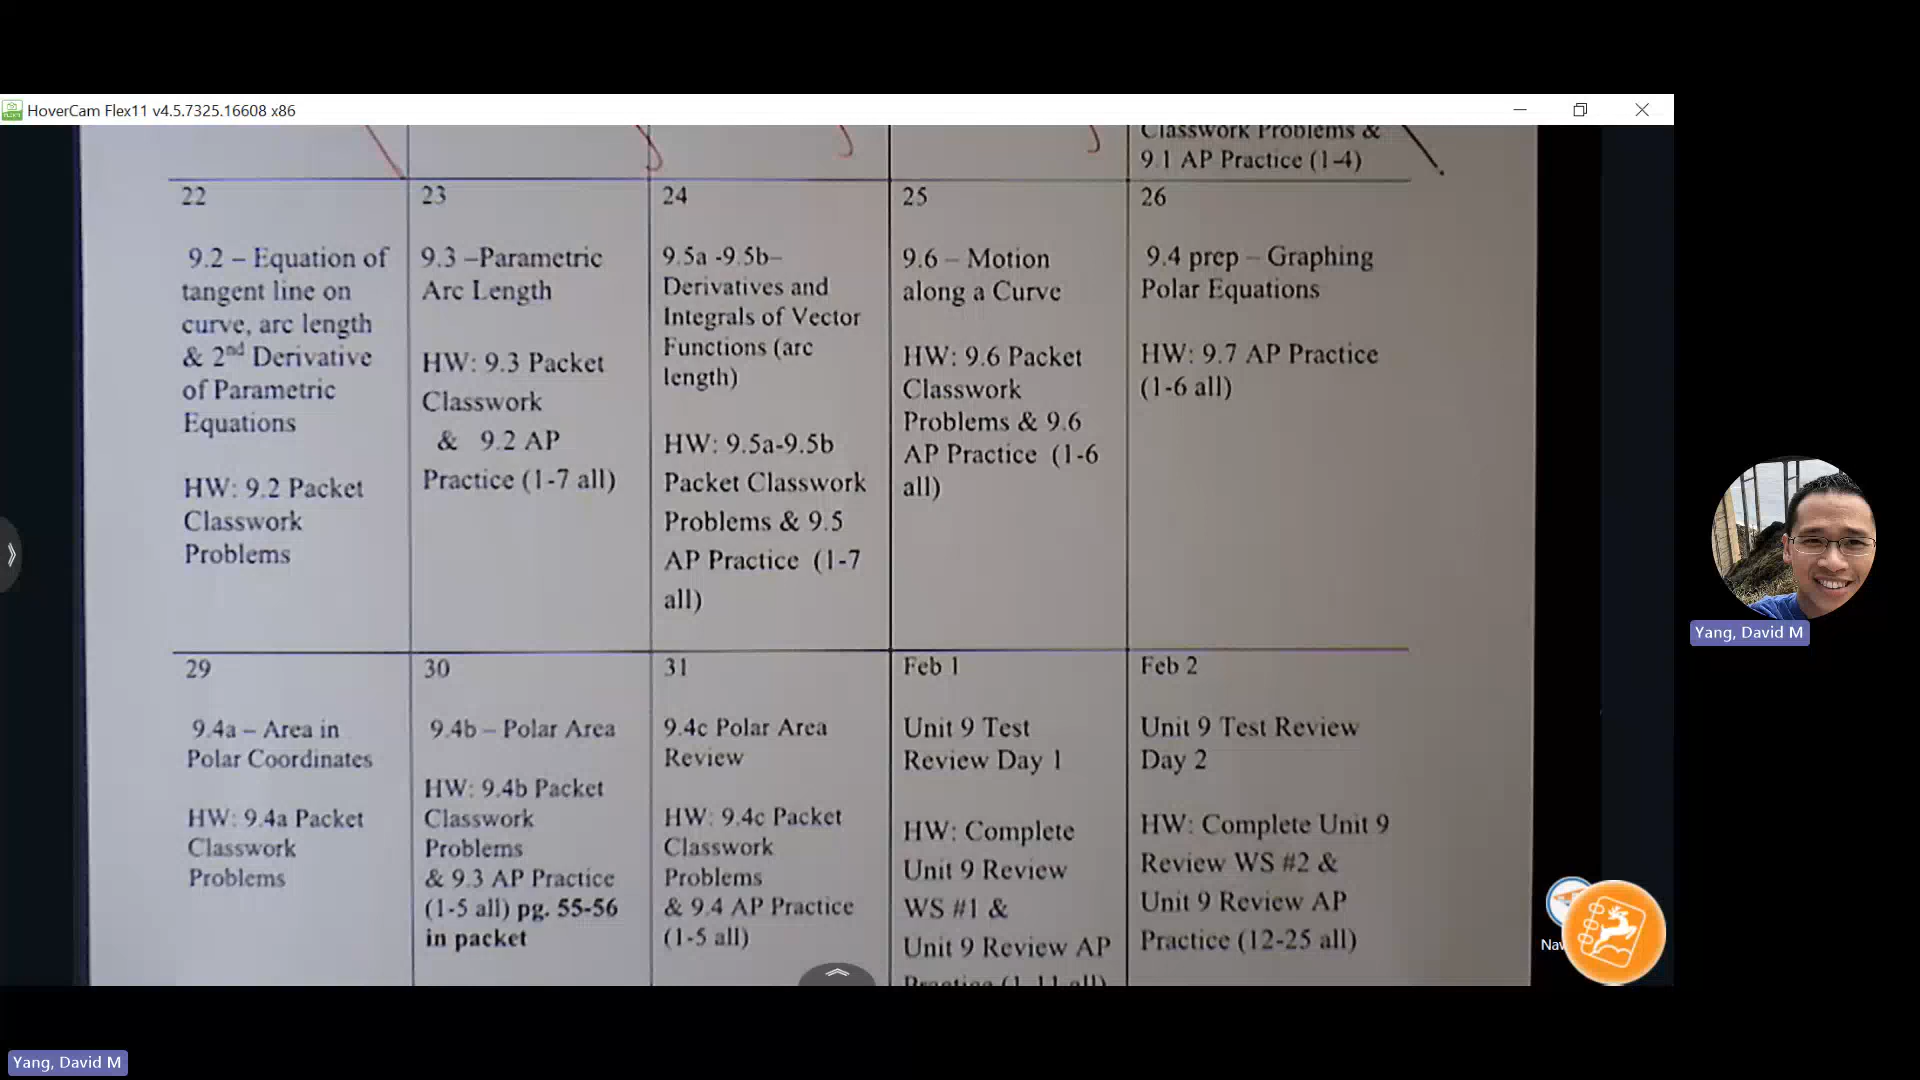 HoverCam Flex11 v4.5.7325.16608 x86
Classwork Problems &
9.1 AP Practice (1-4)
22
9.2 – Equation of
tangent line on
curve, arc length
& 2nd Derivative
of Parametric
Equations
HW: 9.2 Packet
Classwork
Problems
23
9.3 –Parametric
Arc Length
HW: 9.3 Packet
Classwork
& 9.2 AP
Practice (1-7 all)
24
9.5a -9.5b–
Derivatives and
Integrals of Vector
Functions (arc
length)
HW: 9.5a-9.5b
Packet Classwork
Problems & 9.5
AP Practice (1-7
all)
25
9.6 – Motion
along a Curve
HW: 9.6 Packet
Classwork
Problems & 9.6
AP Practice (1-6
all)
26
9.4 prep – Graphing
Polar Equations
HW: 9.7 AP Practice
(1-6 all)
29
9.4a – Area in
Polar Coordinates
HW: 9.4a Packet
Classwork
Problems
30
9.4b – Polar Area
HW: 9.4b Packet
Classwork
Problems
& 9.3 AP Practice
(1-5 all) pg. 55-56
in packet
31
9.4c Polar Area
Review
HW: 9.4c Packet
Classwork
Problems
& 9.4 AP Practice
(1-5 all)
Feb 1
Unit 9 Test
Review Day 1
HW: Complete
Unit 9 Review
WS #1 &
Unit 9 Review AP
Practice (1-11 all)
Feb 2
Unit 9 Test Review
Day 2
HW: Complete Unit 9
Review WS #2 &
Unit 9 Review AP
Practice (12-25 all)
Yang, David M
Yang, David M